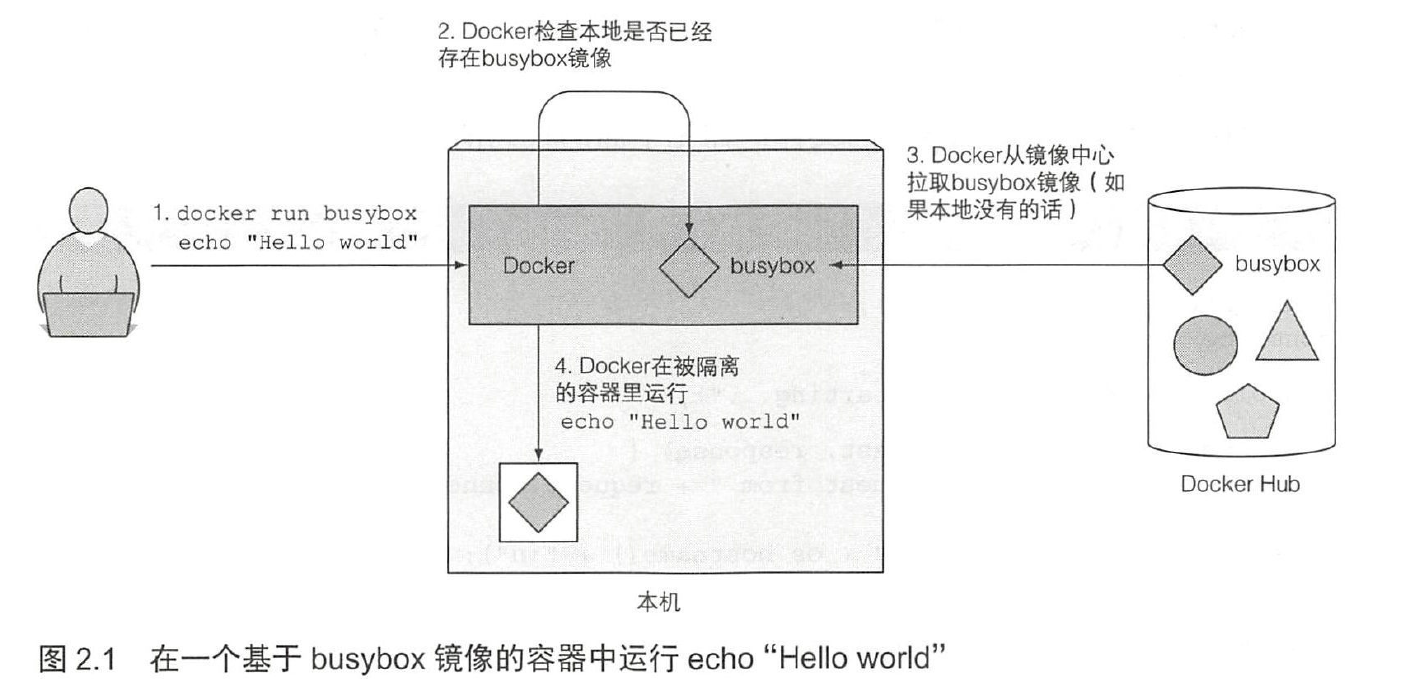 2. Docker检查本地是否已经
存在busybox镜像
3. Docker从镜像中心
拉取busybox镜像（如
果本地没有的话）
1. docker run busybox
echo "Hello world"
Docker
busybox
busybox
4. Docker在被隔离
的容器里运行
echo "Hello world"
Docker Hub
本机
图 2.1 在一个基于 busybox 镜像的容器中运行 echo “Hello world”